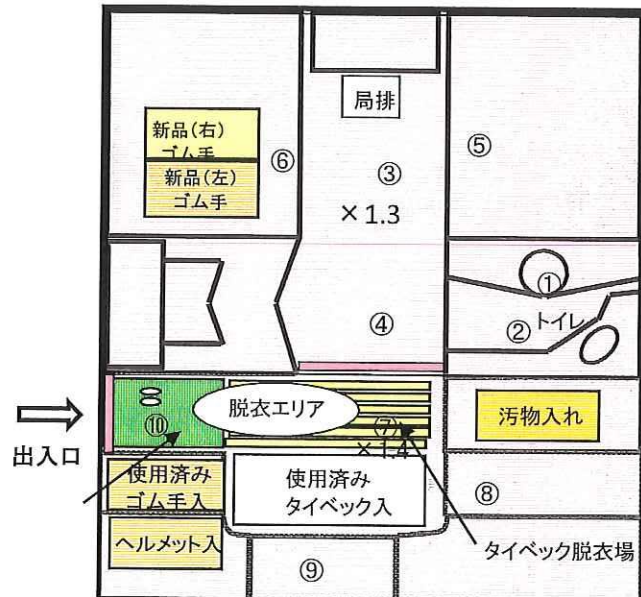 局排
新品(右)
ゴム手
新品(左)
ゴム手
⑥
③
⑤
×1.3
①
④
②
トイレ
出入口
⑩
脱衣エリア
⑦
×1.4
汚物入れ
使用済み
ゴム手入
使用済み
タイベック入
⑧
ヘルメット入
⑨
タイベック脱衣場